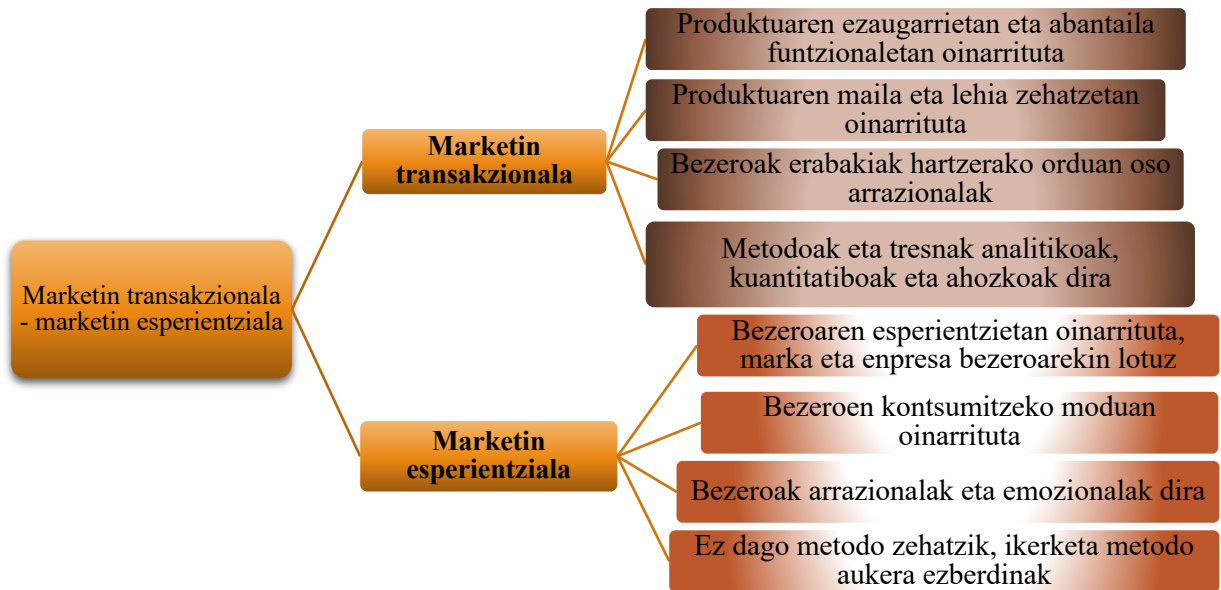 Marketin transakzionala
- marketin esperientziala
Marketin
transakzionala
Produktuaren ezaugarrietan eta abantaila
funtzionaletan oinarrituta
Produktuaren maila eta lehia zehatzetan
oinarrituta
Bezeroak erabakiak hartzerako orduan oso
arrazionalak
Metodoak eta tresnak analitikoak,
kuantitatiboak eta ahozkoak dira
Marketin
esperientziala
Bezeroaren esperientzietan oinarrituta,
marka eta enpresa bezeroarekin lotuz
Bezeroen kontsumitzeko moduan
oinarrituta
Bezeroak arrazionalak eta emozionalak dira
Ez dago metodo zehatzik, ikerketa metodo
aukera ezberdinak